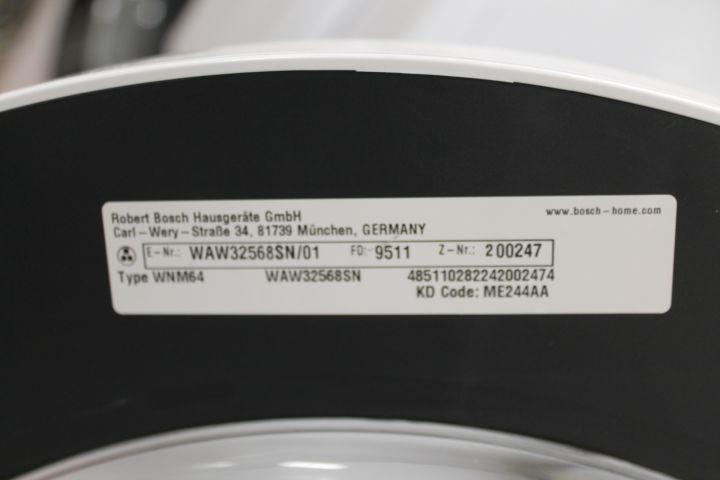 Robert Bosch Hausgeräte GmbH www.bosch-home.com
Carl-Wery-Straße 34, 81739 München, GERMANY
E-Nr.: WAW32568SN/01 FD: 9511 Z-Nr.: 200247
Type WNM64 WAW32568SN 485110282242002474
KD Code: ME244AA